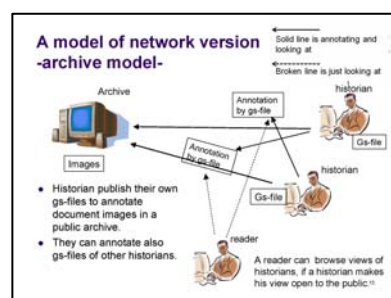 A model of network version
-archive model-
Solid line is annotating and
looking at
Broken line is just looking at
Archive
historian
Annotation
by gs-file
Gs-file
Annotation
by gs-file
Images
historian
Gs-file
● Historian publish their own
gs-files to annotate
document images in a
public archive.
● They can annotate also
gs-files of other historians.
reader
A reader can browse views of
historians, if a historian makes
his view open to the public.